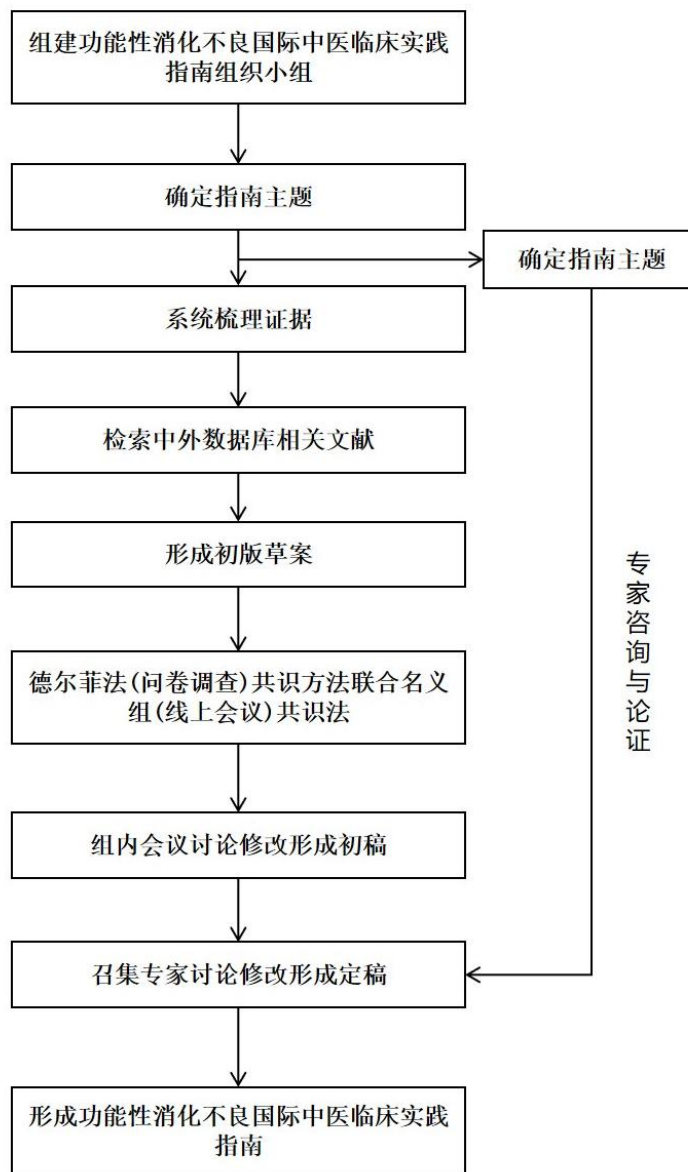 组建功能性消化不良国际中医临床实践
指南组织小组
确定指南主题
确定指南主题
系统梳理证据
检索中外数据库相关文献
形成初版草案
专家咨询与论证
德尔菲法(问卷调查)共识方法联合名义
组(线上会议)共识法
组内会议讨论修改形成初稿
召集专家讨论修改形成定稿
形成功能性消化不良国际中医临床实践
指南